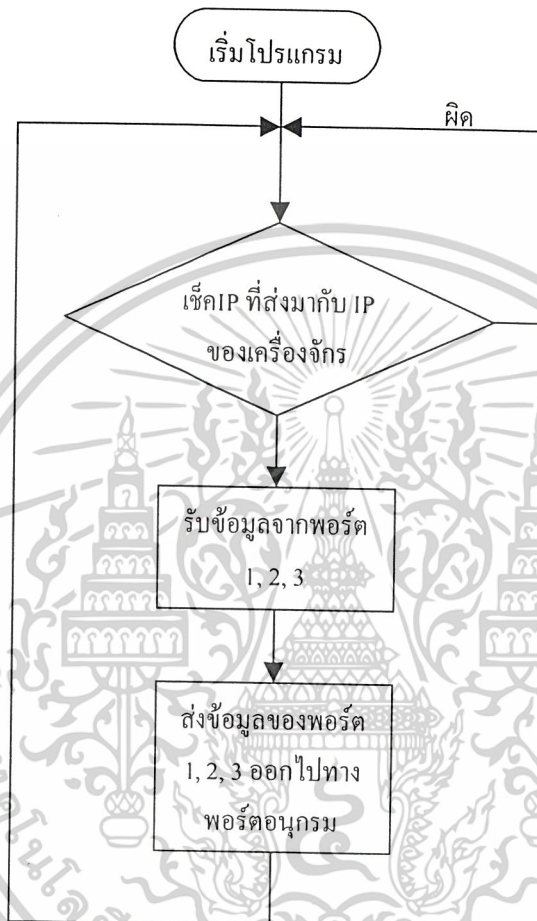 เริ่มโปรแกรม
ผิด
เช็คIP ที่ส่งมากับ IP
ของเครื่องจักร
รับข้อมูลจากพอร์ต
1, 2, 3
ส่งข้อมูลของพอร์ต
1, 2, 3 ออกไปทาง
พอร์ตอนุกรม